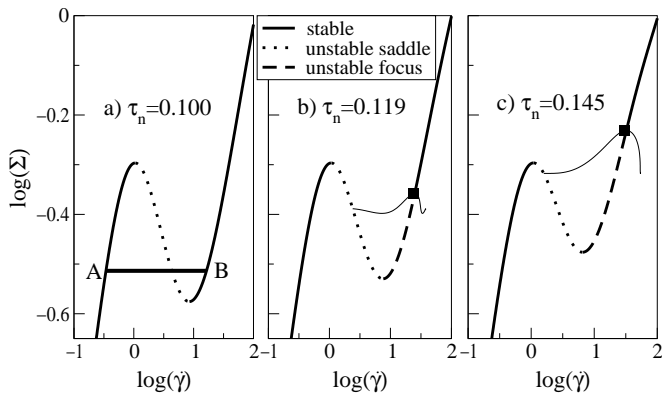 stable
unstable saddle
unstable focus
a) τn=0.100
b) τn=0.119
c) τn=0.145
log(Σ)
0
−0.2
−0.4
−0.6
A
B
−1 0 1 2
−1 0 1 2
−1 0 1 2
log(γ̇)
log(γ̇)
log(γ̇)